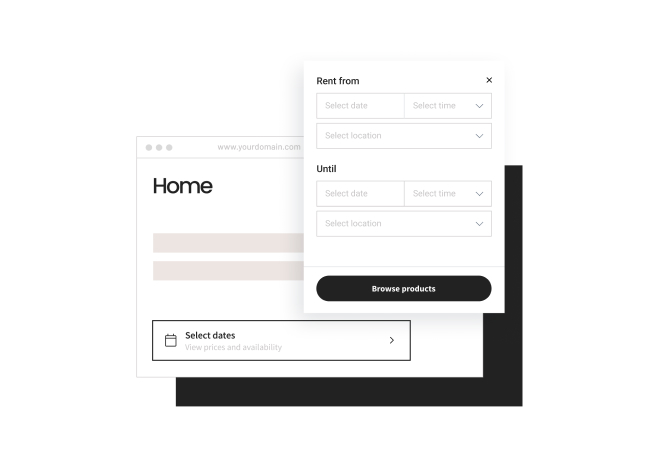 Rent from
Select date Select time
Select location
www.yourdomain.com
Until
Home
Select date Select time
Select location
Browse products
Select dates
View prices and availability